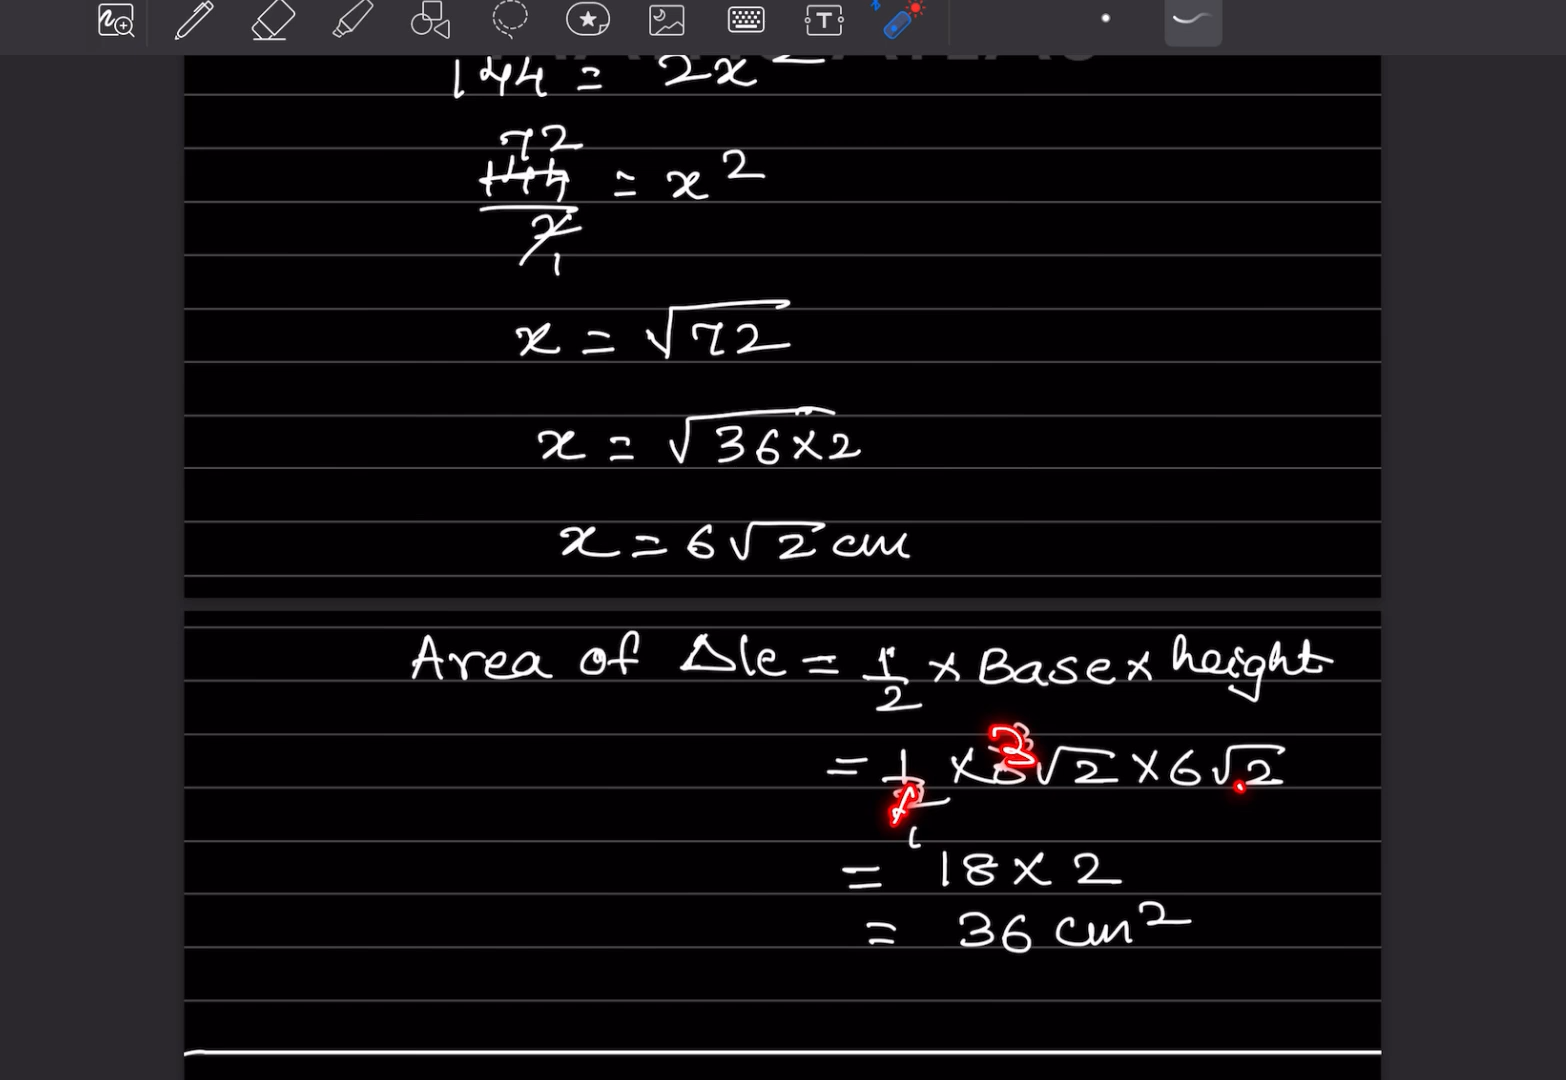 144 = 2x²
72
144/2 = x²
1
x = √72
x = √36×2
x = 6√2 cm
Area of Δle = 1/2 × Base × height
3
= 1/2 × 6√2 × 6√2
1
= 18 × 2
= 36 cm²